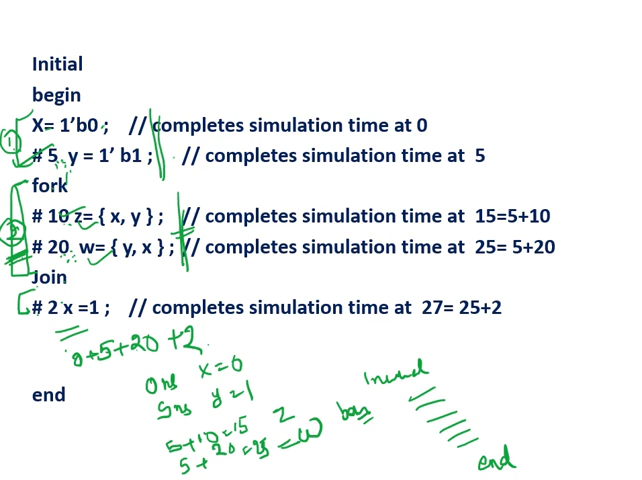 Initial
begin
X= 1'b0 ;    // completes simulation time at 0
# 5  y = 1' b1 ;    // completes simulation time at  5
fork
# 10 z= { x, y } ;    // completes simulation time at  15=5+10
# 20  w= { y, x } ; // completes simulation time at  25= 5+20
Join
# 2 x =1 ;    // completes simulation time at  27= 25+2
0+5+20 +2
0ns x=0
5ns y=1
5+10=15 z
5+20=25 = w
end
end